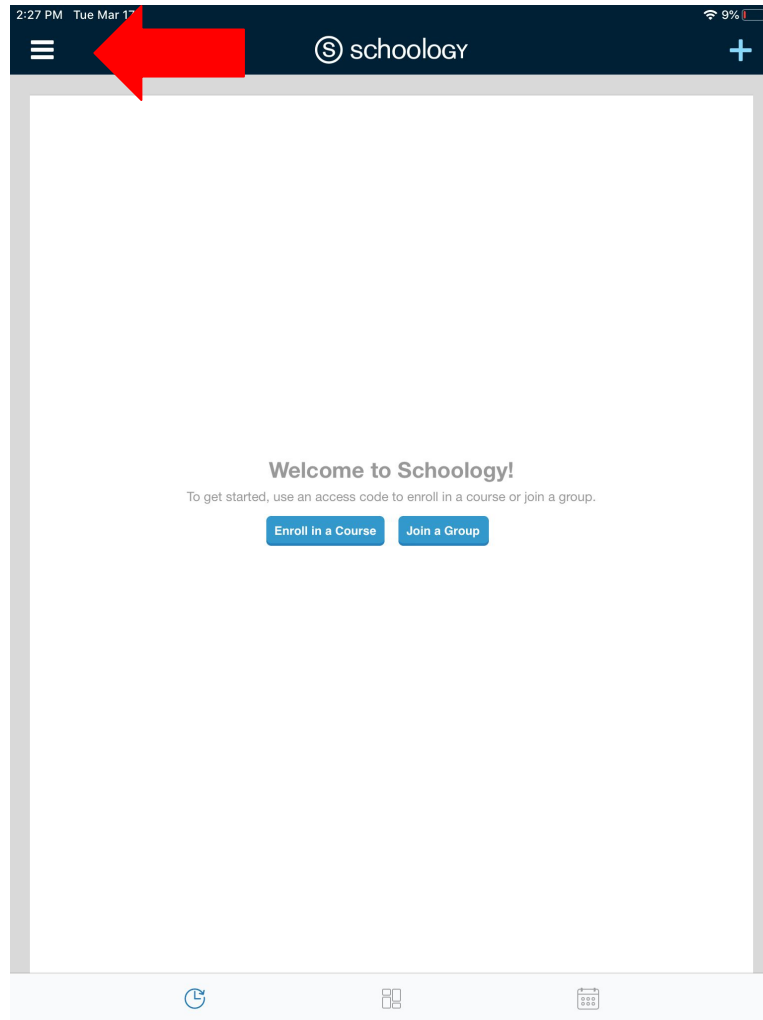 2:27 PM Tue Mar 17
9%
S schoology
Welcome to Schoology!
To get started, use an access code to enroll in a course or join a group.
Enroll in a Course Join a Group